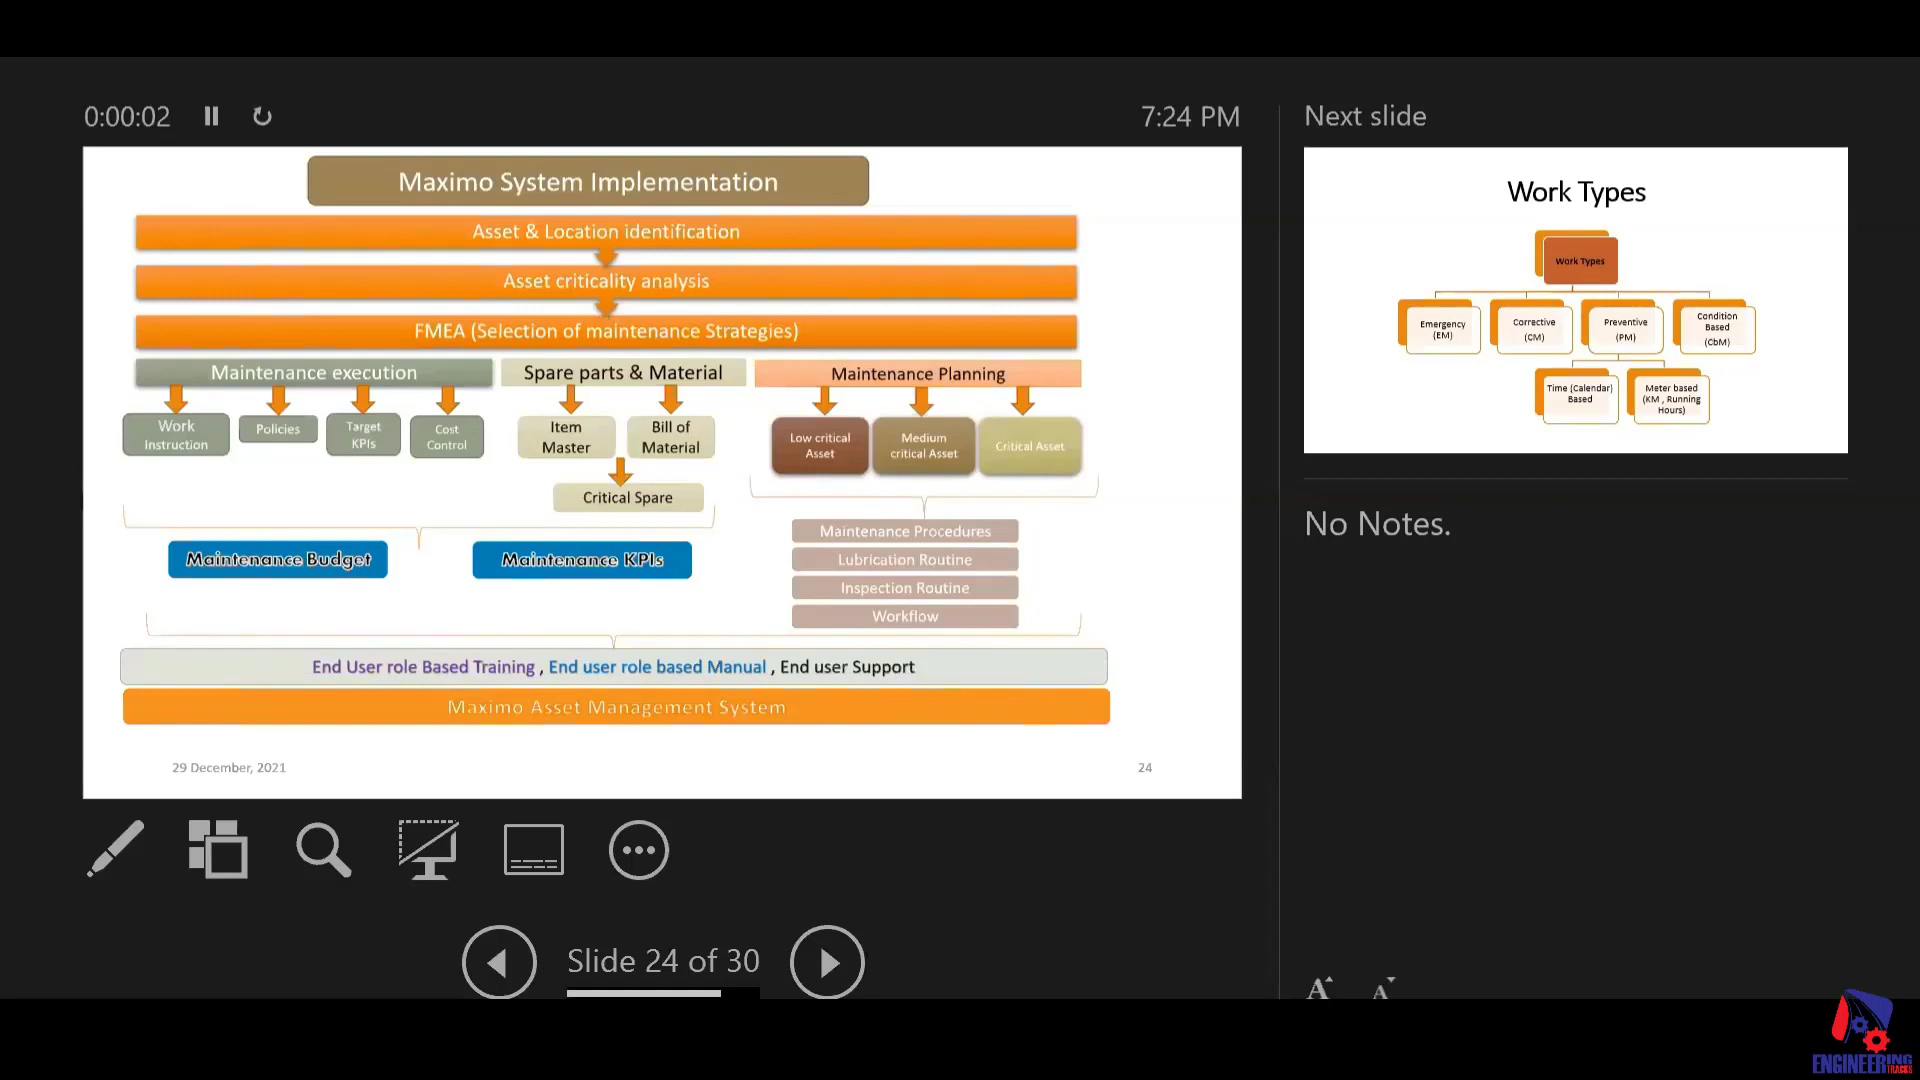 0:00:02
7:24 PM
Next slide
Maximo System Implementation
Asset & Location identification
Asset criticality analysis
FMEA (Selection of maintenance Strategies)
Maintenance execution
Spare parts & Material
Maintenance Planning
Work
Instruction
Policies
Target
KPIs
Cost
Control
Item
Master
Bill of
Material
Low critical
Asset
Medium
critical Asset
Critical Asset
Critical Spare
Maintenance Budget
Maintenance KPIs
Maintenance Procedures
Lubrication Routine
Inspection Routine
Workflow
End User role Based Training , End user role based Manual , End user Support
Maximo Asset Management System
29 December, 2021
24
Work Types
Work Types
Emergency
(EM)
Corrective
(CM)
Preventive
(PM)
Condition
Based
(CbM)
Time (Calendar)
Based
Meter based
(KM , Running
Hours)
No Notes.
Slide 24 of 30
A
A
ENGINEERING
TRACKS